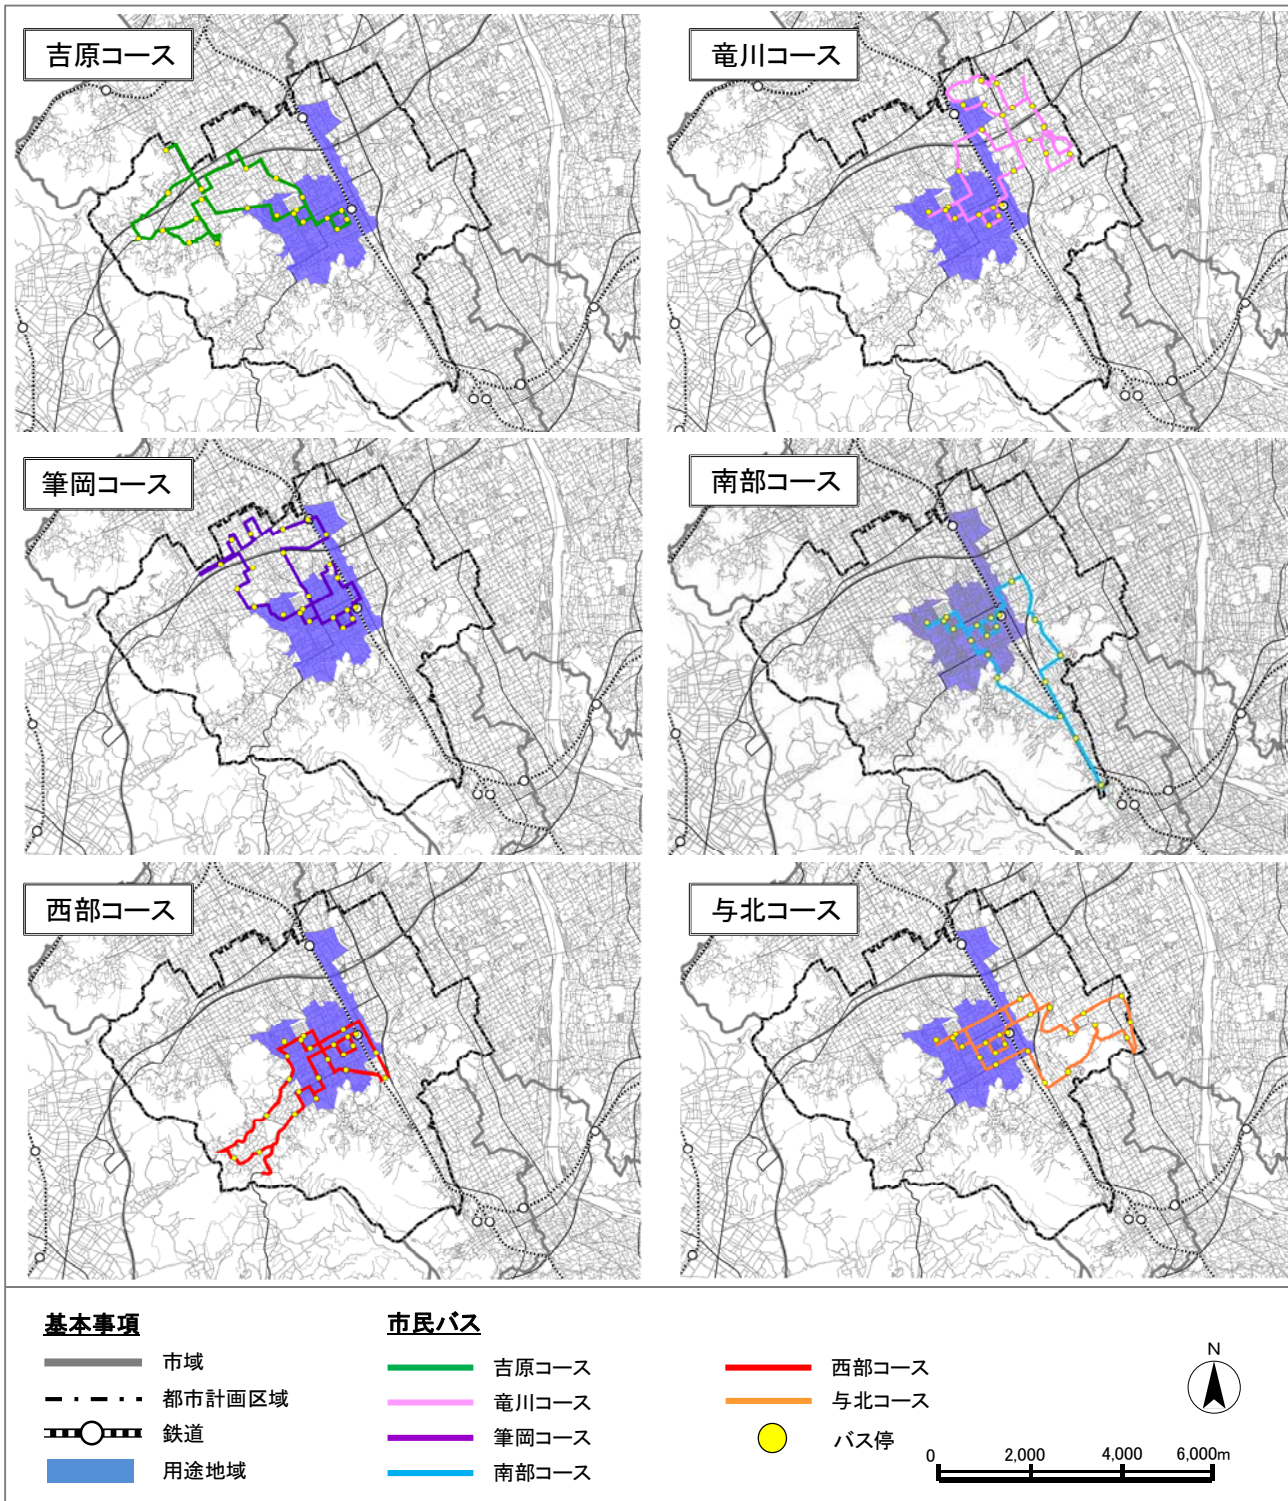 吉原コース
竜川コース
筆岡コース
南部コース
西部コース
与北コース
基本事項
市域
都市計画区域
鉄道
用途地域
市民バス
吉原コース
竜川コース
筆岡コース
南部コース
西部コース
与北コース
バス停
N
0 2,000 4,000 6,000m